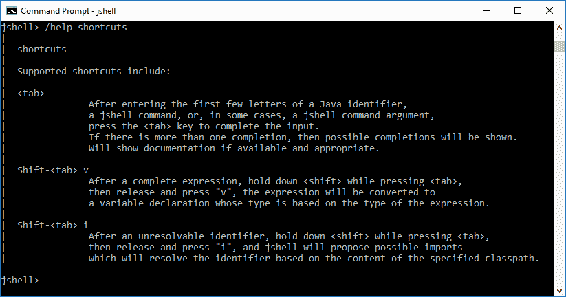 Command Prompt - jshell
jshell> /help shortcuts
|
|  shortcuts
|
|  Supported shortcuts include:
|
|  <tab>
|            After entering the first few letters of a Java identifier,
|            a jshell command, or, in some cases, a jshell command argument,
|            press the <tab> key to complete the input.
|            If there is more than one completion, then possible completions will be shown.
|            Will show documentation if available and appropriate.
|
|  Shift-<tab> v
|            After a complete expression, hold down <shift> while pressing <tab>,
|            then release and press "v", the expression will be converted to
|            a variable declaration whose type is based on the type of the expression.
|
|  Shift-<tab> i
|            After an unresolvable identifier, hold down <shift> while pressing <tab>,
|            then release and press "i", and jshell will propose possible imports
|            which will resolve the identifier based on the content of the specified classpath.

jshell>